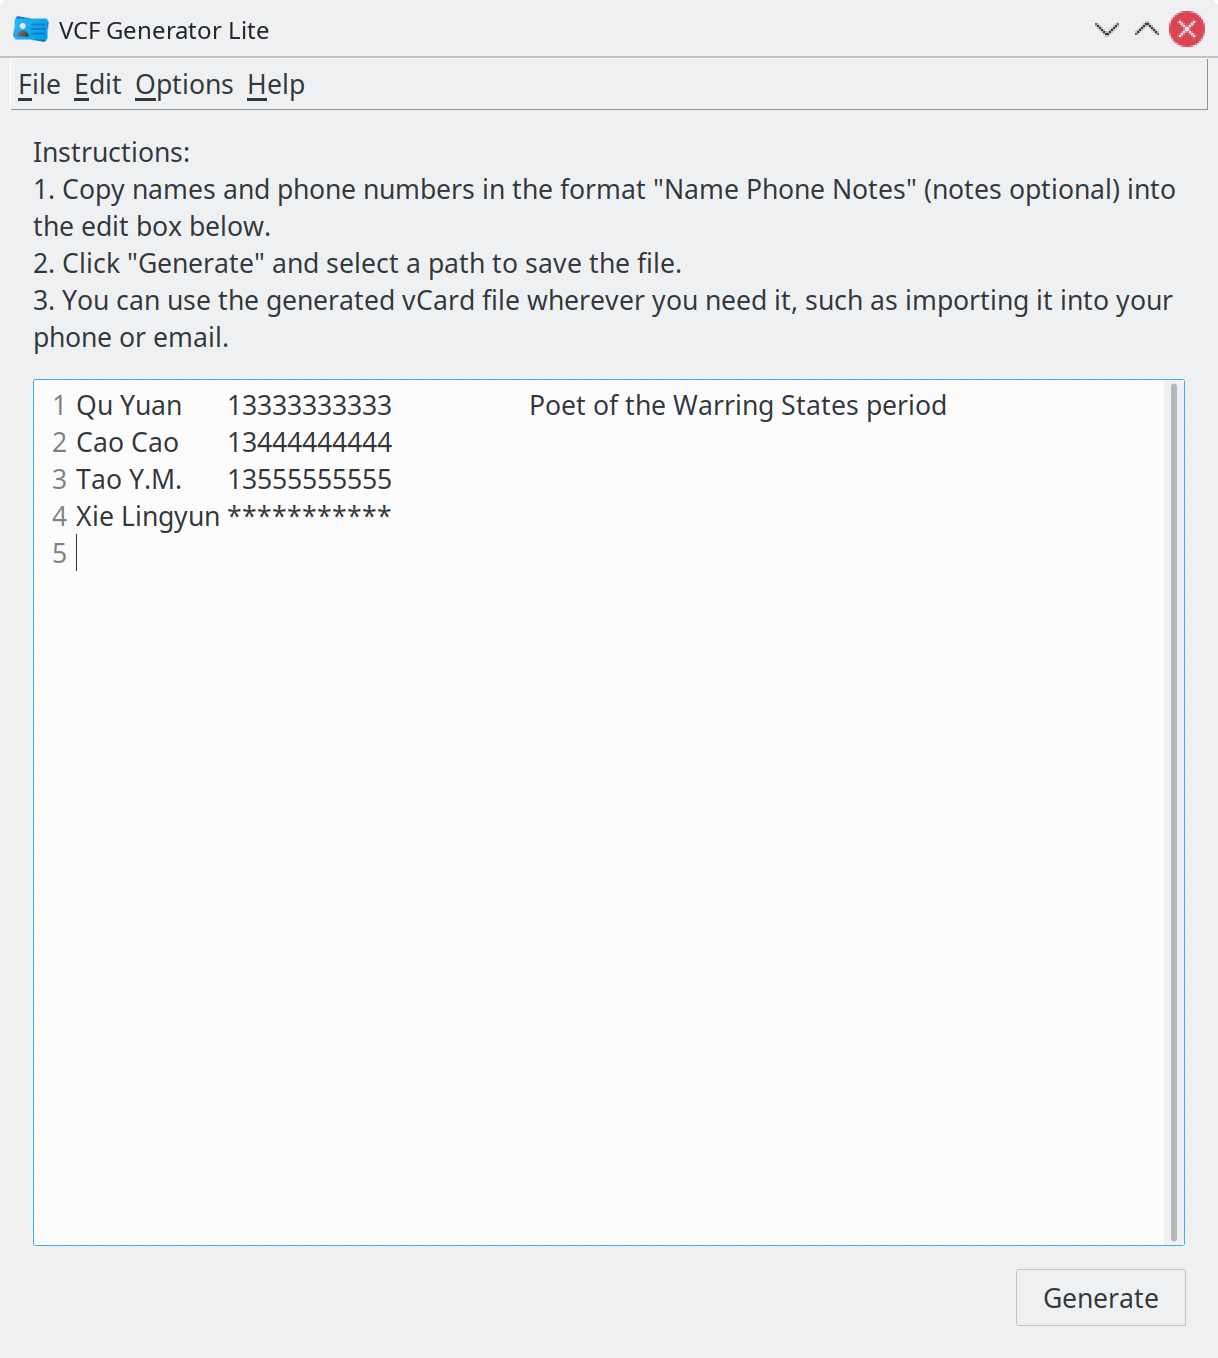 VCF Generator Lite
File Edit Options Help
Instructions:
1. Copy names and phone numbers in the format "Name Phone Notes" (notes optional) into
the edit box below.
2. Click "Generate" and select a path to save the file.
3. You can use the generated vCard file wherever you need it, such as importing it into your
phone or email.
1 Qu Yuan 13333333333 Poet of the Warring States period
2 Cao Cao 13444444444
3 Tao Y.M. 13555555555
4 Xie Lingyun ***********
5
Generate